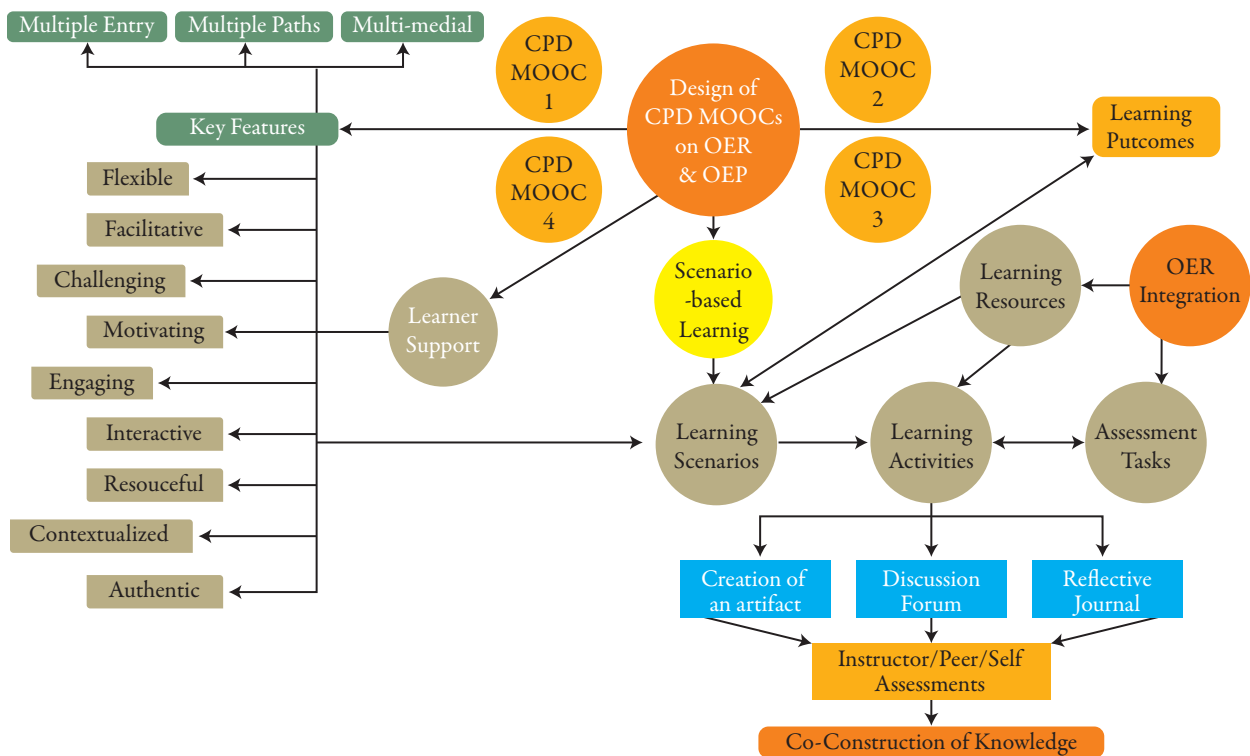 Multiple Entry
Multiple Paths
Multi-medial
CPD
MOOC
1
Design of
CPD MOOCs
on OER
& OEP
CPD
MOOC
2
Key Features
Learning
Putcomes
CPD
MOOC
4
CPD
MOOC
3
Flexible
Facilitative
Challenging
Motivating
Engaging
Interactive
Resouceful
Contextualized
Authentic
Learner
Support
Scenario
-based
Learnig
Learning
Resources
OER
Integration
Learning
Scenarios
Learning
Activities
Assessment
Tasks
Creation of
an artifact
Discussion
Forum
Reflective
Journal
Instructor/Peer/Self
Assessments
Co-Construction of Knowledge